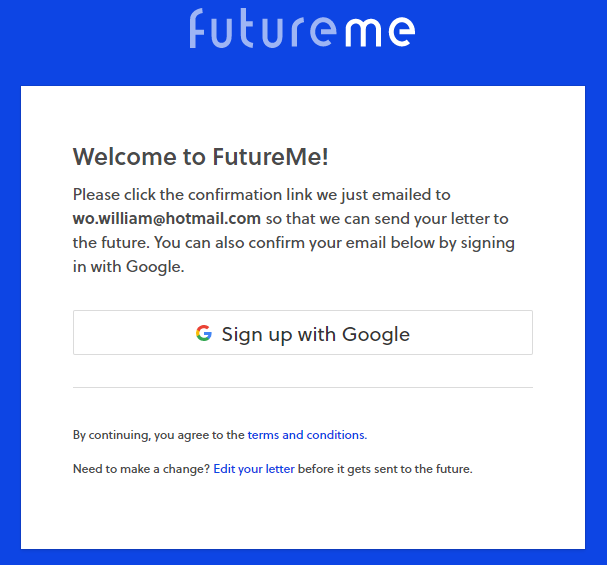 futureme
Welcome to FutureMe!
Please click the confirmation link we just emailed to
wo.william@hotmail.com so that we can send your letter to
the future. You can also confirm your email below by signing
in with Google.
Sign up with Google
By continuing, you agree to the terms and conditions.
Need to make a change? Edit your letter before it gets sent to the future.